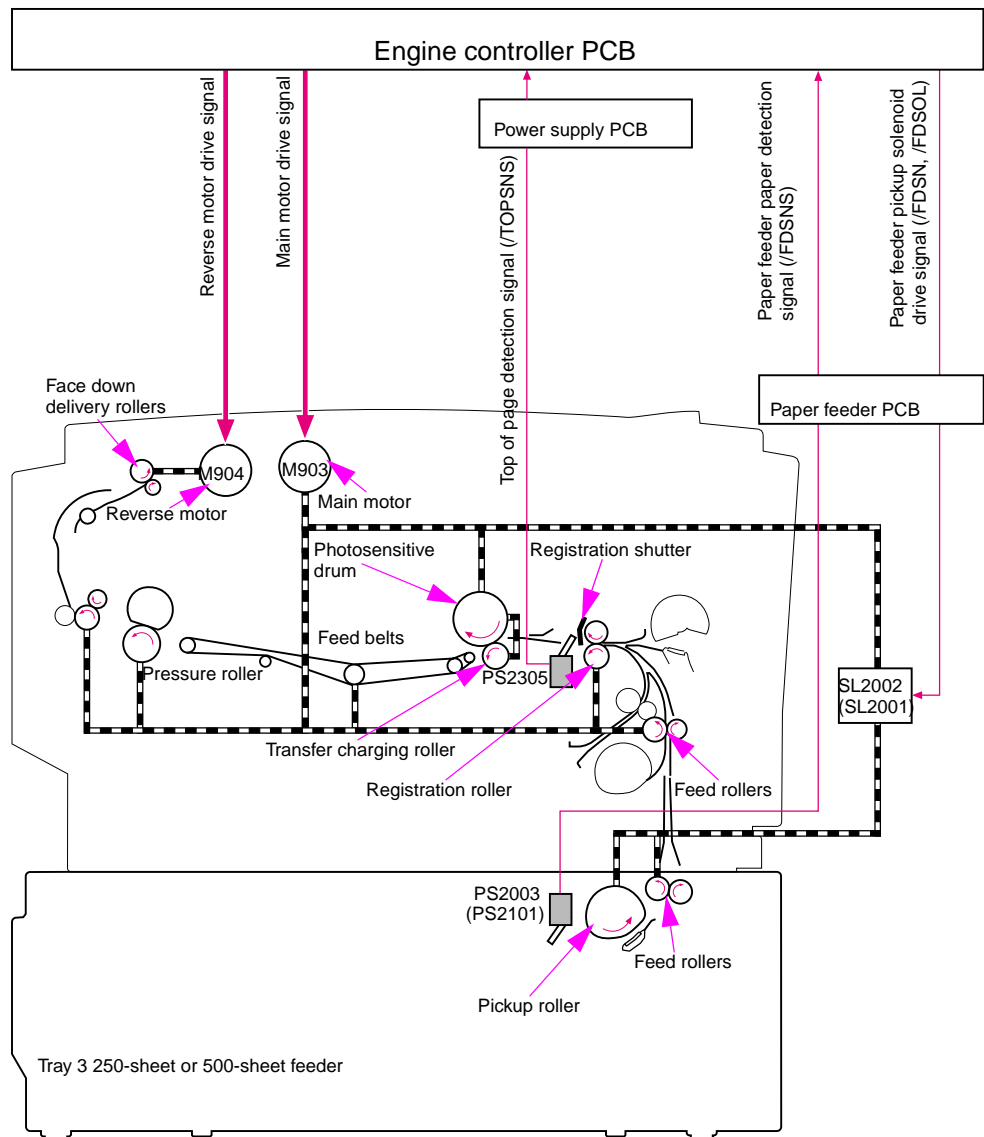 Engine controller PCB
Reverse motor drive signal
Main motor drive signal
Top of page detection signal (/TOPSNS)
Power supply PCB
Paper feeder paper detection
signal (/FDSNS)
Paper feeder pickup solenoid
drive signal (/FDSN, /FDSOL)
Paper feeder PCB
Face down
delivery rollers
M904
M903
Reverse motor
Main motor
Photosensitive
drum
Registration shutter
Feed belts
Pressure roller
PS2305
SL2002
(SL2001)
Transfer charging roller
Registration roller
Feed rollers
PS2003
(PS2101)
Feed rollers
Pickup roller
Tray 3 250-sheet or 500-sheet feeder